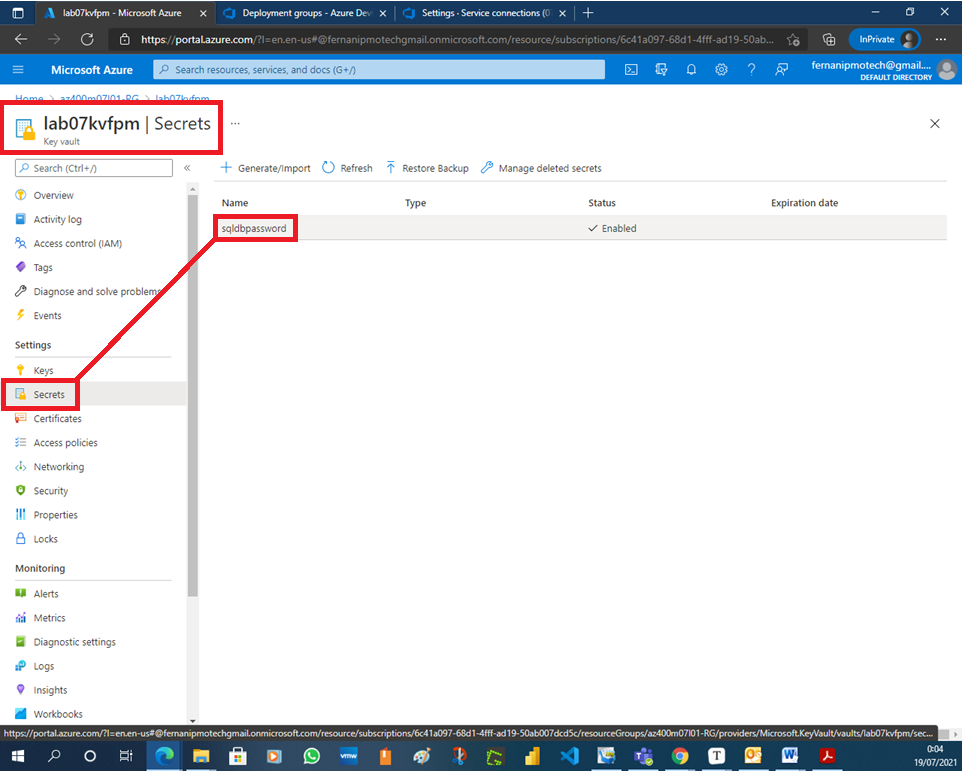 lab07kvfpm - Microsoft Azure
Deployment groups - Azure Dev
Settings · Service connections (0
https://portal.azure.com/?l=en.en-us#@fernanipmotechgmail.onmicrosoft.com/resource/subscriptions/6c41a097-68d1-4fff-ad19-50ab...
InPrivate
Microsoft Azure
Search resources, services, and docs (G+/)
fernanipmotech@gmail....
DEFAULT DIRECTORY
Home > az400m07l01-RG > lab07kvfpm
lab07kvfpm | Secrets ...
Key vault
Search (Ctrl+/)
«
Generate/Import
Refresh
Restore Backup
Manage deleted secrets
Name Type Status Expiration date
sqldbpassword Enabled
Overview
Activity log
Access control (IAM)
Tags
Diagnose and solve problems
Events
Settings
Keys
Secrets
Certificates
Access policies
Networking
Security
Properties
Locks
Monitoring
Alerts
Metrics
Diagnostic settings
Logs
Insights
Workbooks
https://portal.azure.com/?l=en.en-us#@fernanipmotechgmail.onmicrosoft.com/resource/subscriptions/6c41a097-68d1-4fff-ad19-50ab007dcd5c/resourceGroups/az400m07l01-RG/providers/Microsoft.KeyVault/vaults/lab07kvfpm/sec...
vmw
T
0:04
19/07/2021